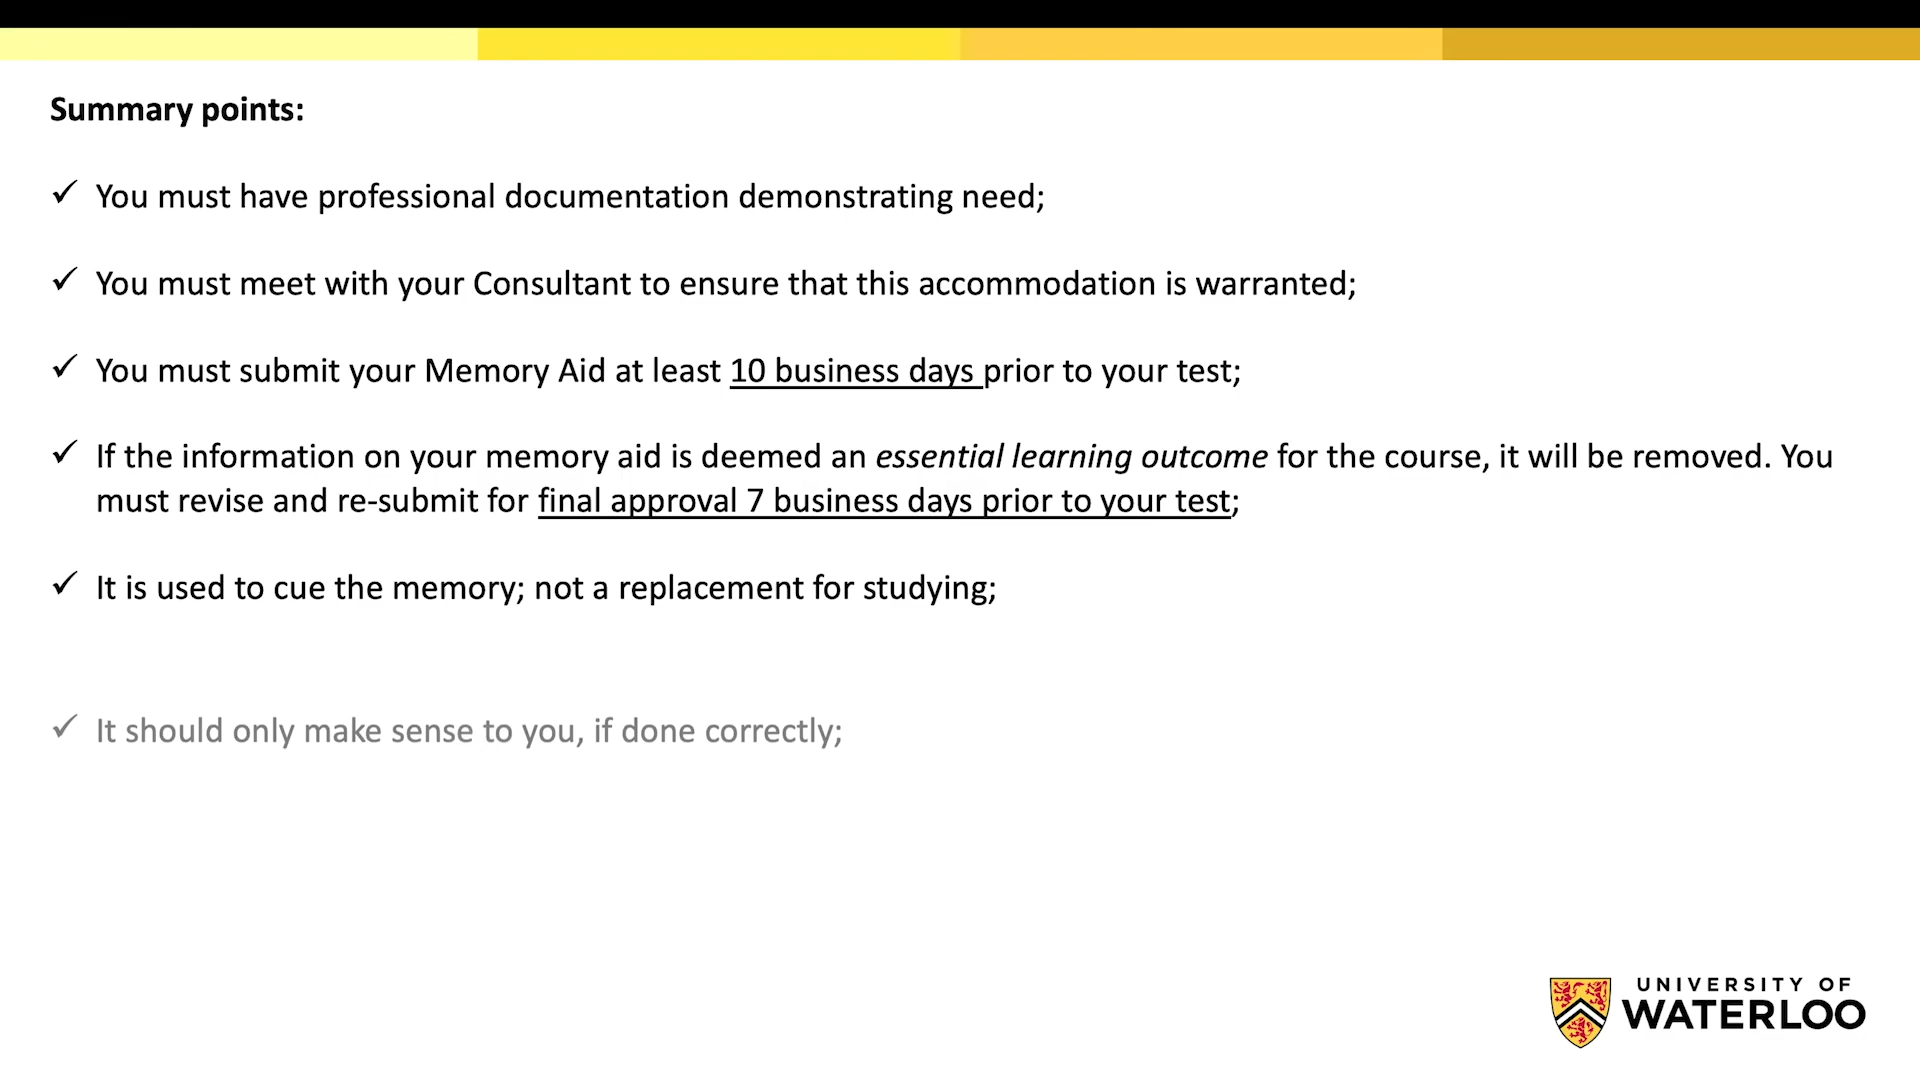 Summary points:
✓ You must have professional documentation demonstrating need;
✓ You must meet with your Consultant to ensure that this accommodation is warranted;
✓ You must submit your Memory Aid at least 10 business days prior to your test;
✓ If the information on your memory aid is deemed an essential learning outcome for the course, it will be removed. You
must revise and re-submit for final approval 7 business days prior to your test;
✓ It is used to cue the memory; not a replacement for studying;
✓ It should only make sense to you, if done correctly;
UNIVERSITY OF
WATERLOO